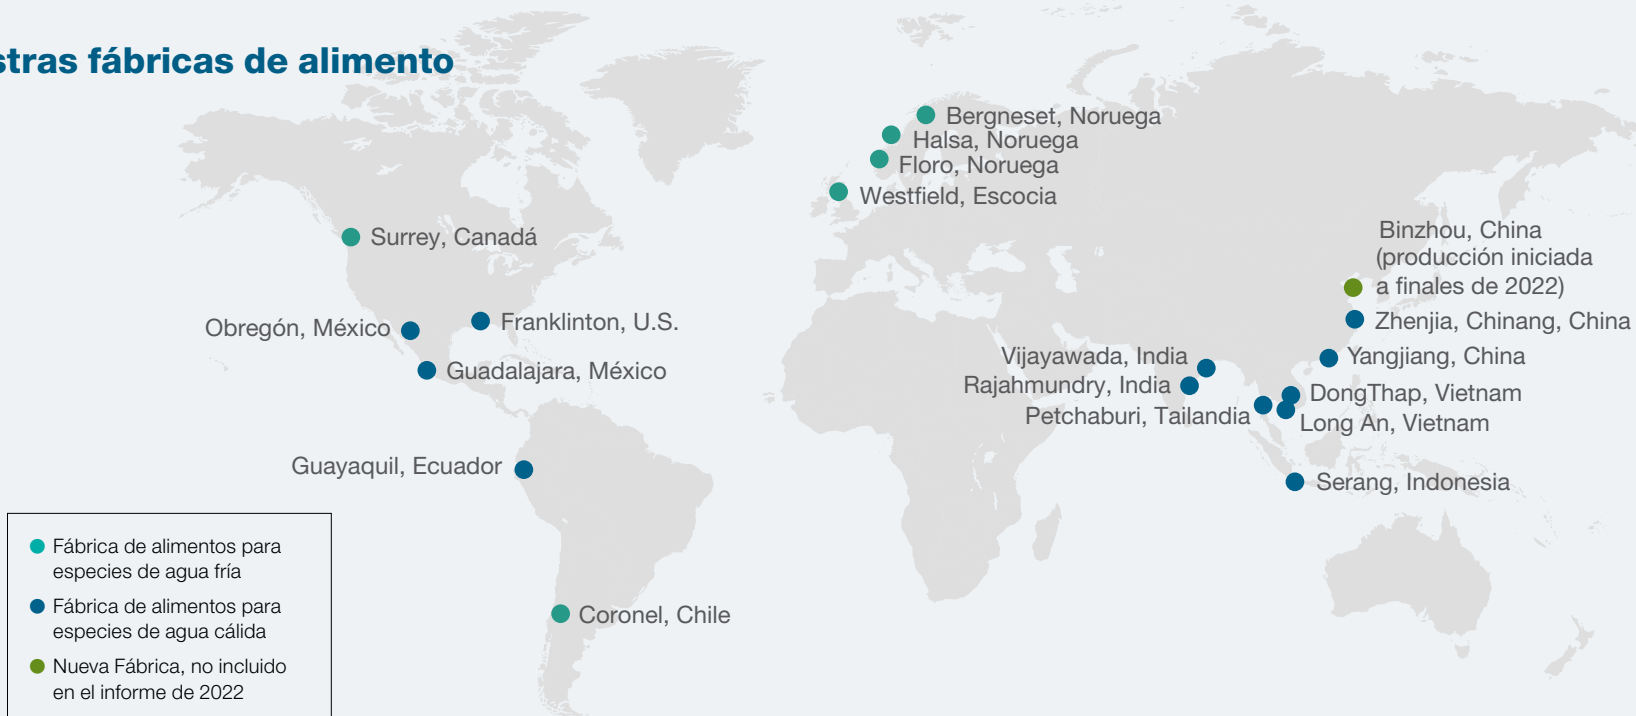 stras fábricas de alimento
Bergneset, Noruega
Halsa, Noruega
Floro, Noruega
Westfield, Escocia
Surrey, Canadá
Binzhou, China
(producción iniciada
a finales de 2022)
Obregón, México
Franklinton, U.S.
Zhenjia, Chinang, China
Guadalajara, México
Vijayawada, India
Yangjiang, China
Rajahmundry, India
DongThap, Vietnam
Petchaburi, Tailandia
Long An, Vietnam
Guayaquil, Ecuador
Serang, Indonesia
Coronel, Chile
Fábrica de alimentos para
especies de agua fría
Fábrica de alimentos para
especies de agua cálida
Nueva Fábrica, no incluido
en el informe de 2022